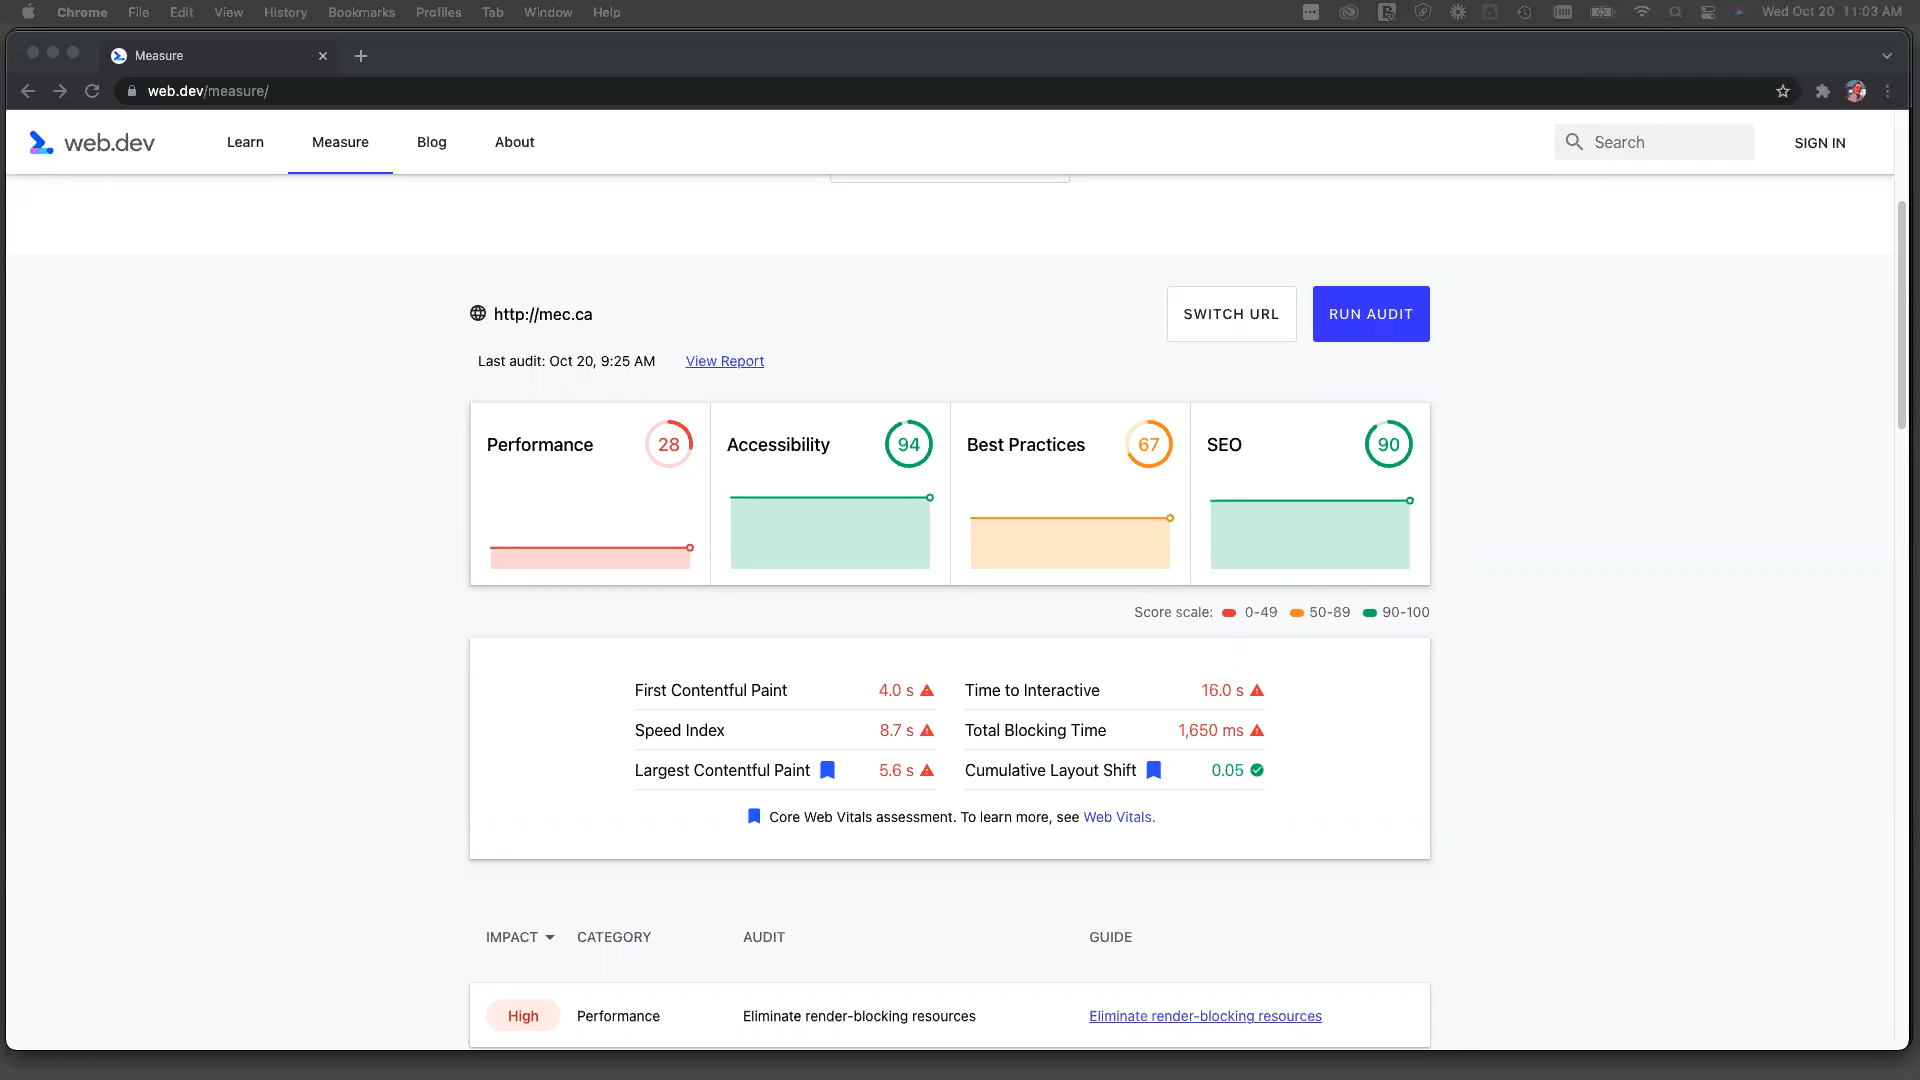 Chrome File Edit View History Bookmarks Profiles Tab Window Help Wed Oct 20 11:03 AM
Measure
web.dev/measure/
web.dev Learn Measure Blog About Search SIGN IN
http://mec.ca SWITCH URL RUN AUDIT
Last audit: Oct 20, 9:25 AM View Report
Performance 28 Accessibility 94 Best Practices 67 SEO 90
Score scale: 0-49 50-89 90-100
First Contentful Paint 4.0 s Time to Interactive 16.0 s
Speed Index 8.7 s Total Blocking Time 1,650 ms
Largest Contentful Paint 5.6 s Cumulative Layout Shift 0.05
Core Web Vitals assessment. To learn more, see Web Vitals.
IMPACT CATEGORY AUDIT GUIDE
High Performance Eliminate render-blocking resources Eliminate render-blocking resources